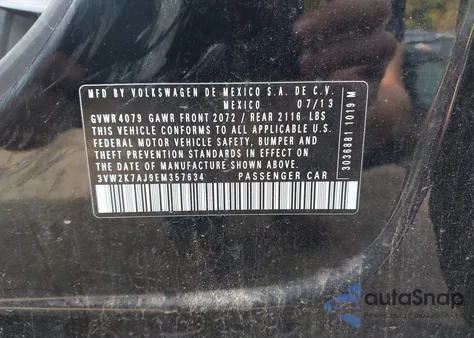 MFD BY VOLKSWAGEN DE MEXICO S.A. DE C.V.
MEXICO 07/13
GVWR4079 GAWR FRONT 2072 / REAR 2116 LBS
THIS VEHICLE CONFORMS TO ALL APPLICABLE U.S.
FEDERAL MOTOR VEHICLE SAFETY, BUMPER AND
THEFT PREVENTION STANDARDS IN EFFECT ON
THE DATE OF MANUFACTURE SHOWN ABOVE.
3VW2K7AJ9EM357634 PASSENGER CAR
3036881 1019 M
autoSnap